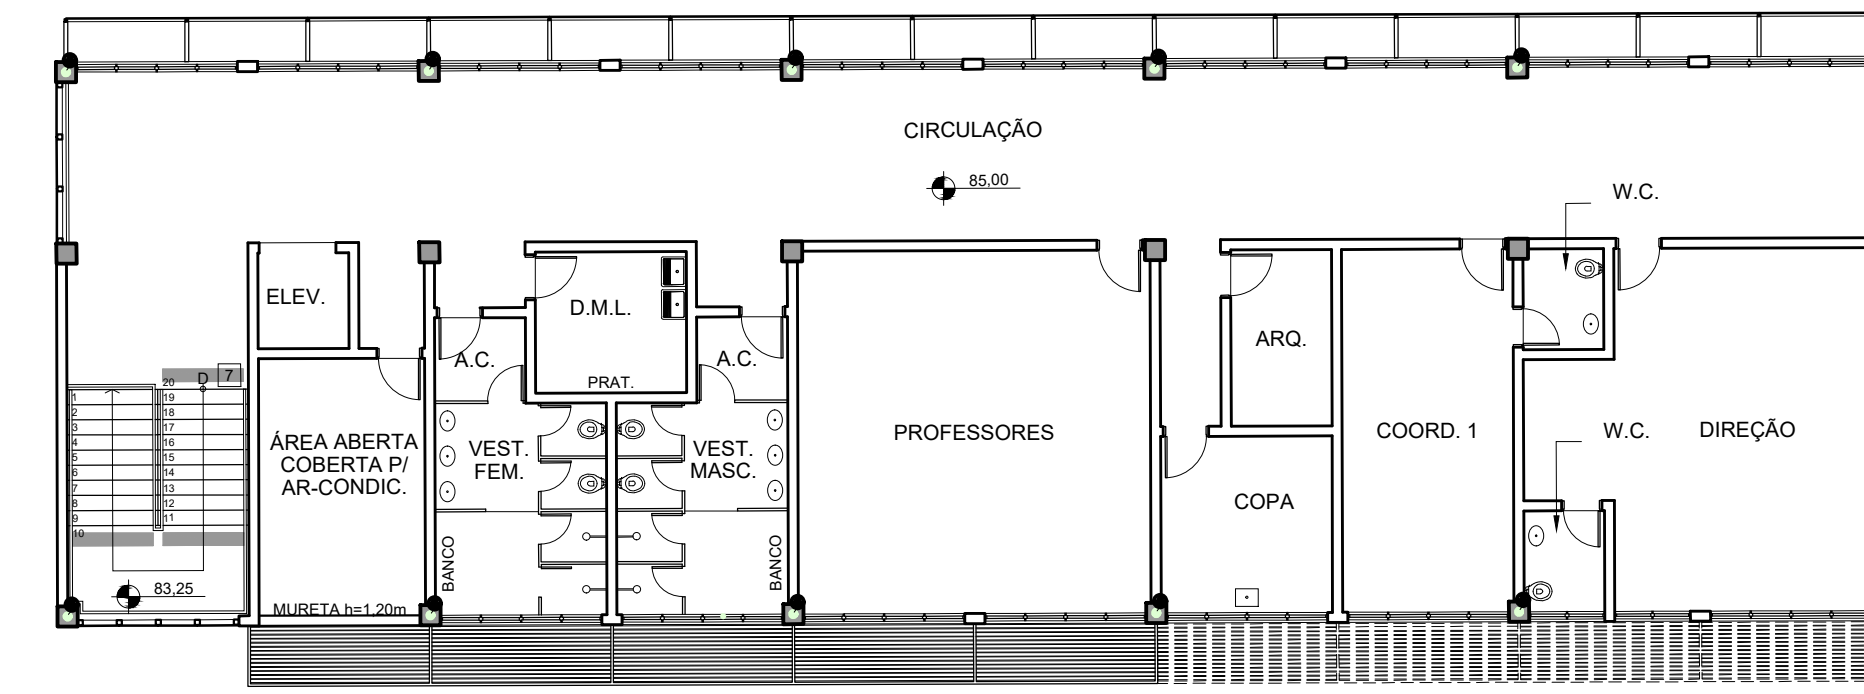 CIRCULAÇÃO
85,00
W.C.
ELEV.
D.M.L.
A.C.
A.C.
PRAT.
ARQ.
20
D
7
1
19
2
18
3
17
4
16
5
15
6
14
7
13
8
12
9
11
10
83,25
ÁREA ABERTA
COBERTA P/
AR-CONDIC.
MURETA h=1,20m
VEST.
FEM.
BANCO
VEST.
MASC.
BANCO
PROFESSORES
COPA
COORD. 1
W.C.
DIREÇÃO